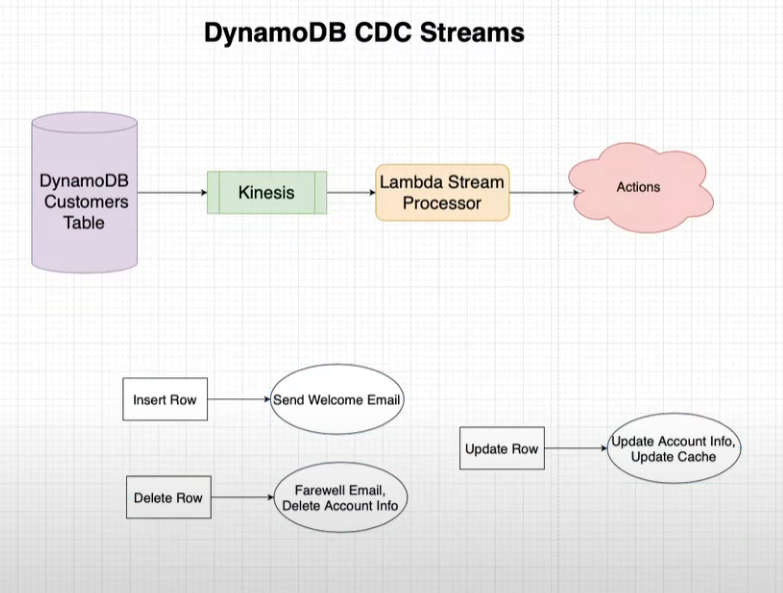 DynamoDB CDC Streams
DynamoDB
Customers
Table
Kinesis
Lambda Stream
Processor
Actions
Insert Row
Send Welcome Email
Update Row
Update Account Info,
Update Cache
Delete Row
Farewell Email,
Delete Account Info